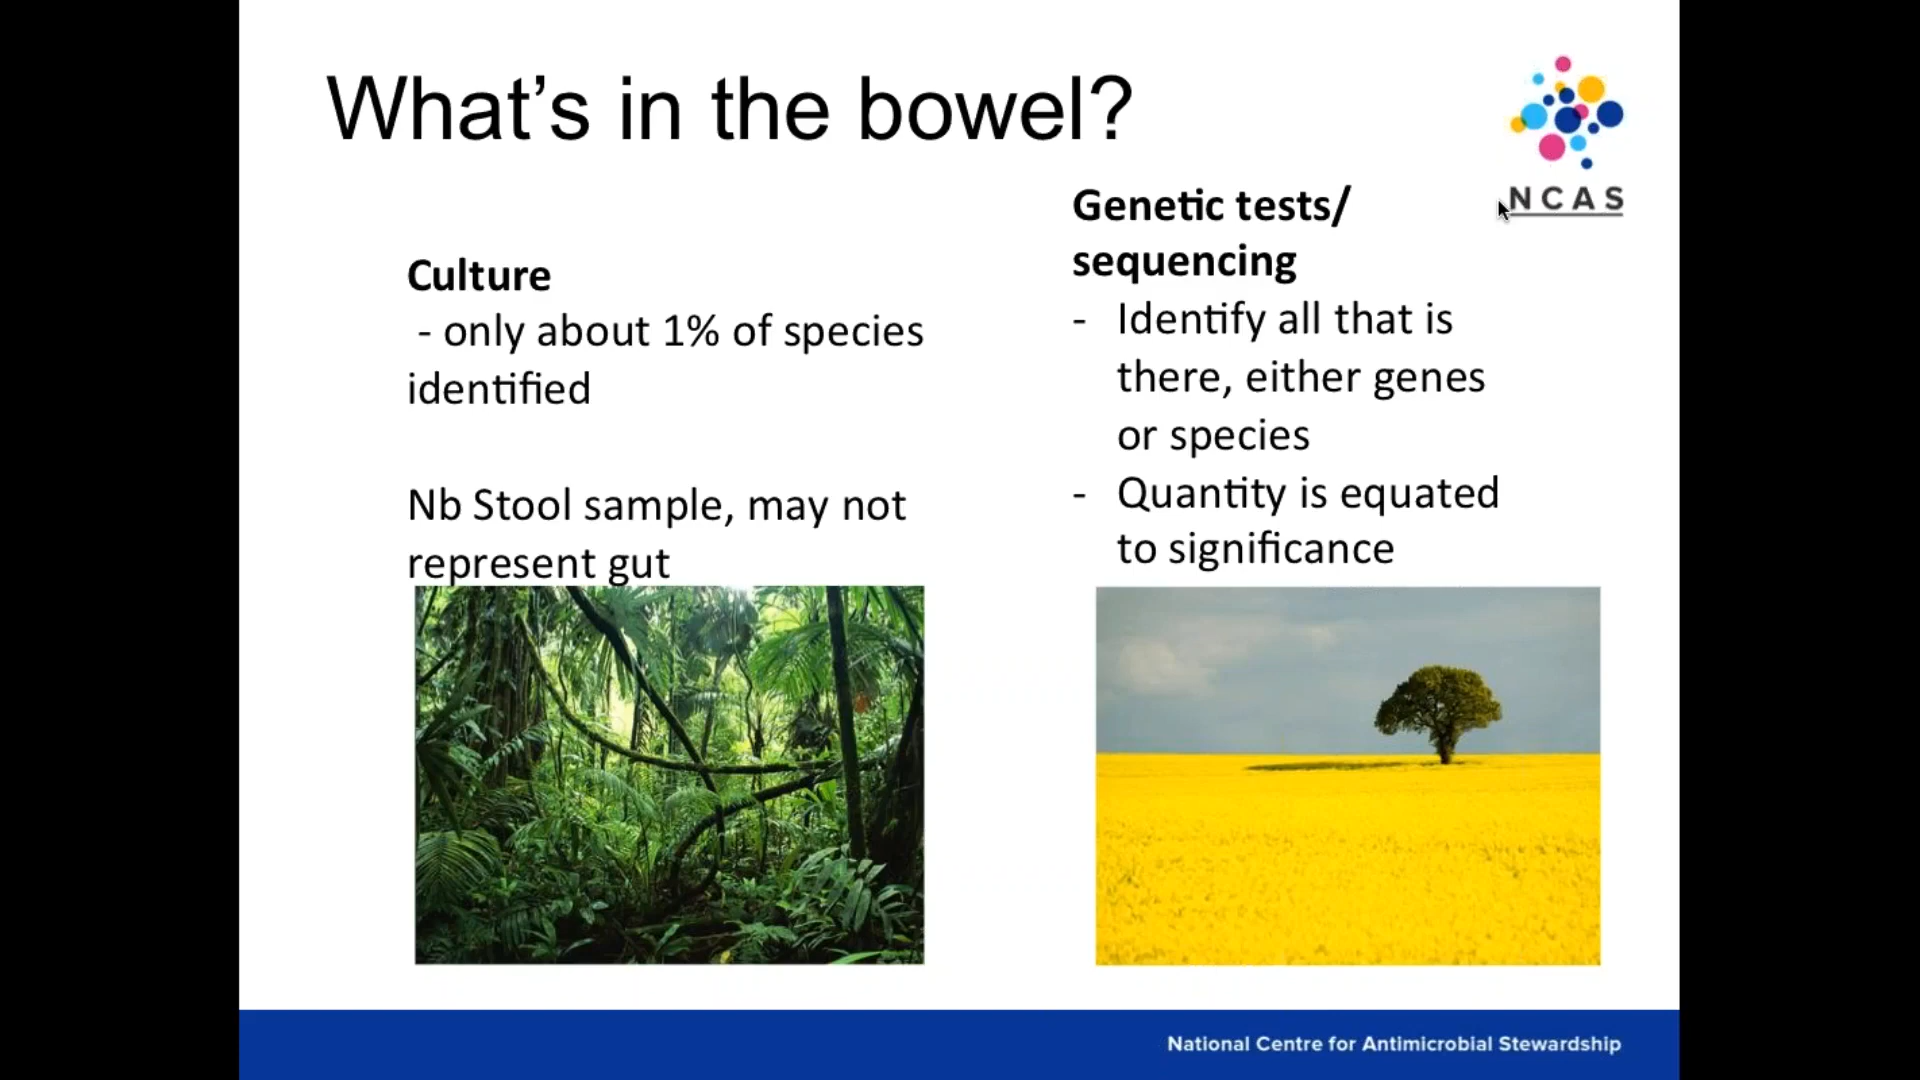 What’s in the bowel?
NCAS
Culture
- only about 1% of species
identified
Nb Stool sample, may not
represent gut
Genetic tests/
sequencing
- Identify all that is
there, either genes
or species
- Quantity is equated
to significance
National Centre for Antimicrobial Stewardship